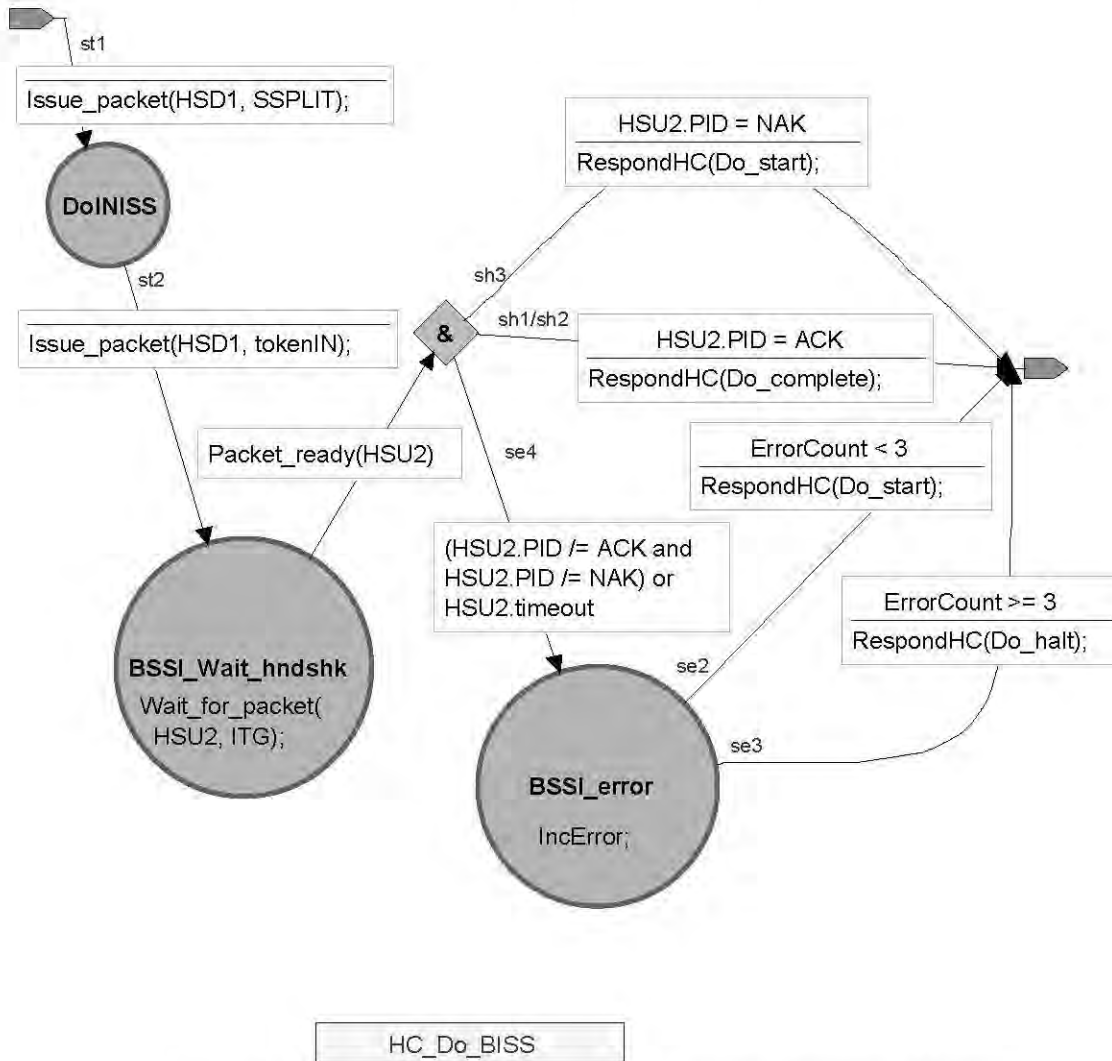 st1
Issue_packet(HSD1, SSPLIT);
HSU2.PID = NAK
RespondHC(Do_start);
DoINISS
st2
sh3
sh1/sh2
&
Issue_packet(HSD1, tokenIN);
HSU2.PID = ACK
RespondHC(Do_complete);
Packet_ready(HSU2)
se4
ErrorCount < 3
RespondHC(Do_start);
(HSU2.PID /= ACK and
HSU2.PID /= NAK) or
HSU2.timeout
ErrorCount >= 3
RespondHC(Do_halt);
BSSI_Wait_hndshk
Wait_for_packet(
HSU2, ITG);
se2
se3
BSSI_error
IncError;
HC_Do_BISS